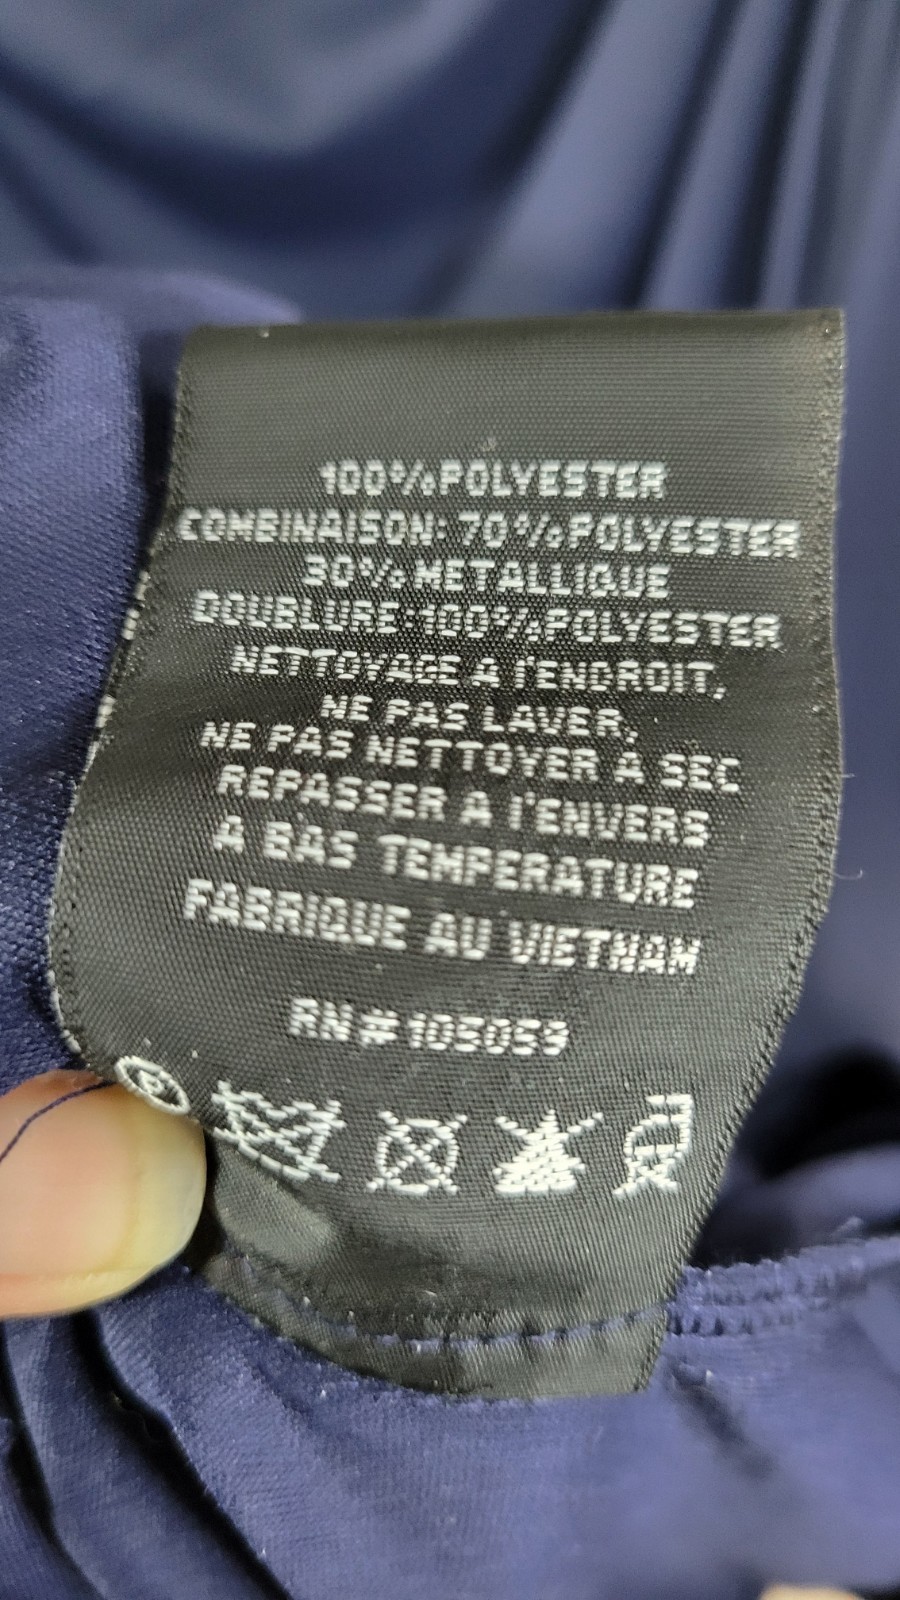 100% POLYESTER
COMBINAISON: 70% POLYESTER
30% METALLIQUE
DOUBLURE: 100% POLYESTER
NETTOYAGE A l'ENDROIT,
NE PAS LAVER,
NE PAS NETTOYER À SEC
REPASSER A l'ENVERS
A BAS TEMPERATURE
FABRIQUE AU VIETNAM
RN# 105059